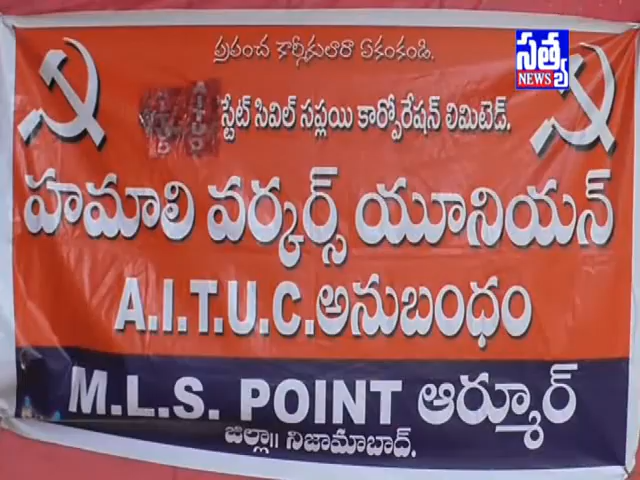 ప్రపంచ కార్మికులారా ఏకంకండి.
సత్య
NEWS
స్టేట్ సివిల్ సప్లయి కార్పోరేషన్ లిమిటెడ్.
హమాలి వర్కర్స్ యూనియన్
A.I.T.U.C.అనుబంధం
M.L.S. POINT ఆర్మూర్
జిల్లా॥ నిజామాబాద్.